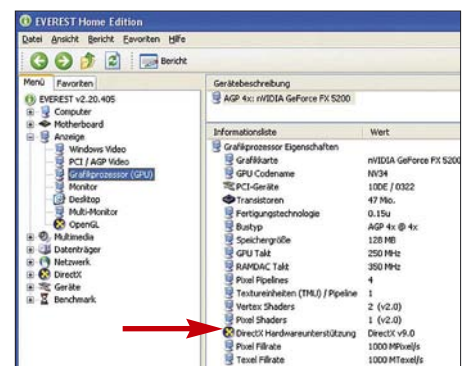 EVEREST Home Edition
Datei Ansicht Bericht Favoriten Hilfe
Bericht
Menü Favoriten
EVEREST v2.20.405
Computer
Motherboard
Anzeige
Windows Video
PCI / AGP Video
Grafikprozessor (GPU)
Monitor
Desktop
Multi-Monitor
OpenGL
Multimedia
Datenträger
Netzwerk
DirectX
Geräte
Benchmark
Gerätebeschreibung
AGP 4x: nVIDIA GeForce FX 5200
Informationsliste Wert
Grafikprozessor Eigenschaften
Grafikkarte nVIDIA GeForce FX 5200
GPU Codename NV34
PCI-Geräte 10DE / 0322
Transistoren 47 Mio.
Fertigungstechnologie 0.15u
Bustyp AGP 4x @ 4x
Speichergröße 128 MB
GPU Takt 250 MHz
RAMDAC Takt 350 MHz
Pixel Pipelines 4
Textureinheiten (TMU) / Pipeline 1
Vertex Shaders 2 (v2.0)
Pixel Shaders 1 (v2.0)
DirectX Hardwareunterstützung DirectX v9.0
Pixel Fillrate 1000 MPixel/s
Texel Fillrate 1000 MTexel/s